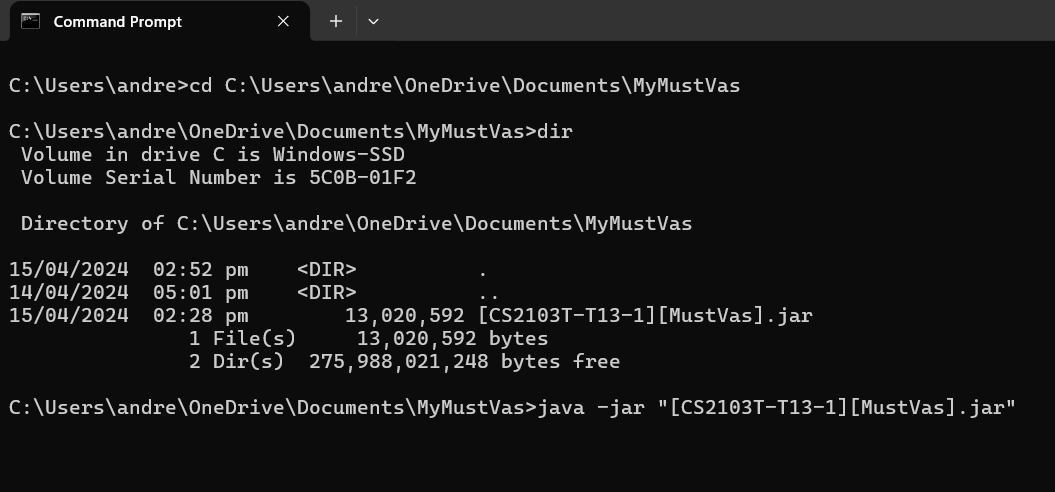 Command Prompt
C:\Users\andre>cd C:\Users\andre\OneDrive\Documents\MyMustVas
C:\Users\andre\OneDrive\Documents\MyMustVas>dir
 Volume in drive C is Windows-SSD
 Volume Serial Number is 5C0B-01F2
 Directory of C:\Users\andre\OneDrive\Documents\MyMustVas
15/04/2024  02:52 pm    <DIR>          .
14/04/2024  05:01 pm    <DIR>          ..
15/04/2024  02:28 pm        13,020,592 [CS2103T-T13-1][MustVas].jar
               1 File(s)     13,020,592 bytes
               2 Dir(s)  275,988,021,248 bytes free
C:\Users\andre\OneDrive\Documents\MyMustVas>java -jar "[CS2103T-T13-1][MustVas].jar"